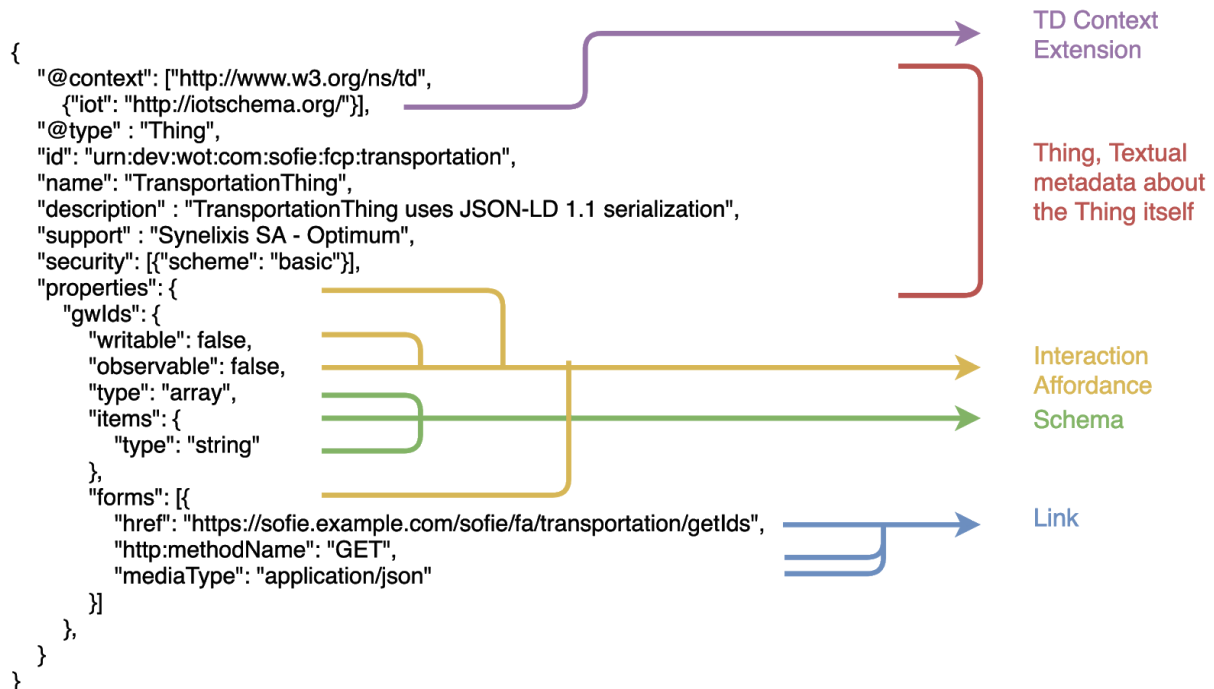 {
"@context": ["http://www.w3.org/ns/td",
{"iot": "http://iotschema.org/"}],
"@type" : "Thing",
"id": "urn:dev:wot:com:sofie:fcp:transportation",
"name": "TransportationThing",
"description" : "TransportationThing uses JSON-LD 1.1 serialization",
"support" : "Synelixis SA - Optimum",
"security": [{"scheme": "basic"}],
"properties": {
"gwIds": {
"writable": false,
"observable": false,
"type": "array",
"items": {
"type": "string"
},
"forms": [{
"href": "https://sofie.example.com/sofie/fa/transportation/getIds",
"http:methodName": "GET",
"mediaType": "application/json"
}]
},
}
}
TD Context
Extension
Thing, Textual
metadata about
the Thing itself
Interaction
Affordance
Schema
Link